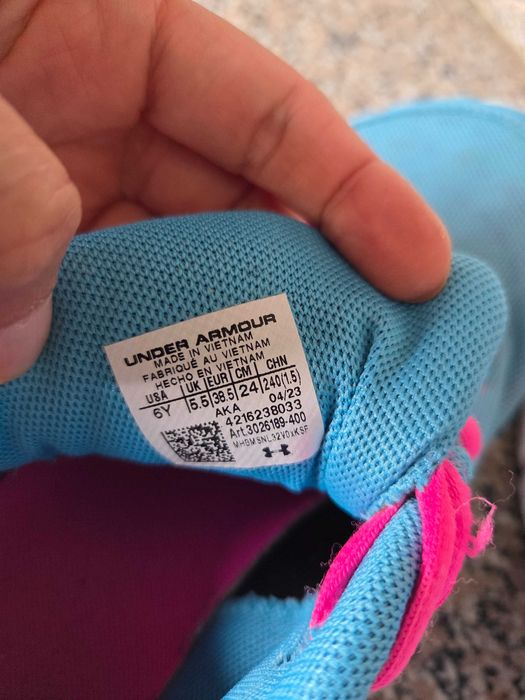 UNDER ARMOUR
MADE IN VIETNAM
FABRIQUÉ AU VIETNAM
HECHO EN VIETNAM
USA UK EUR CM CHN
6Y 5.5 38.5 24 240(1.5)
AKA 04/23
4216238033
Art.3026189-400
MHBMSNL32VDxKSF